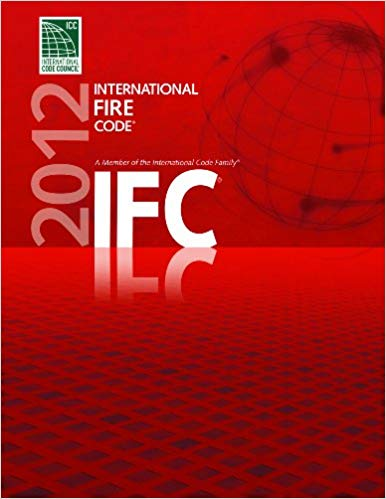 ICC
INTERNATIONAL
CODE COUNCIL®
2012
INTERNATIONAL
FIRE
CODE®
A Member of the International Code Family®
IFC®